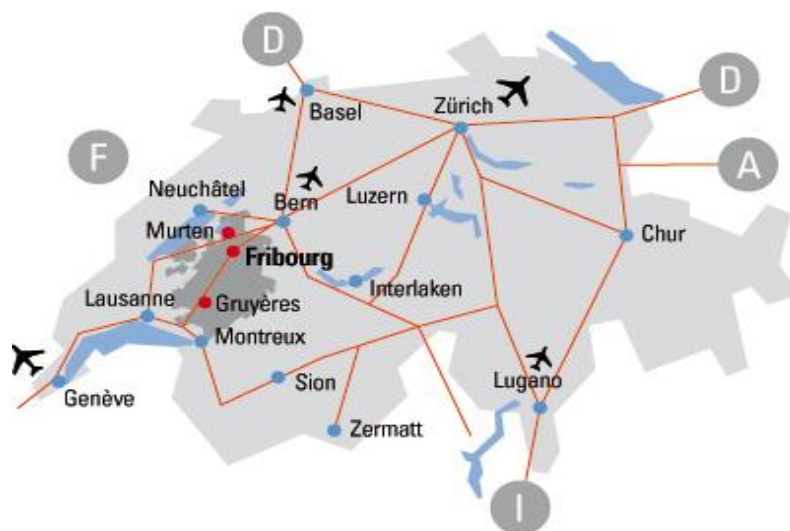 D
Basel
Zürich
D
F
A
Neuchâtel
Bern
Luzern
Murten
Fribourg
Chur
Interlaken
Lausanne
Gruyères
Montreux
Genève
Sion
Lugano
Zermatt
I